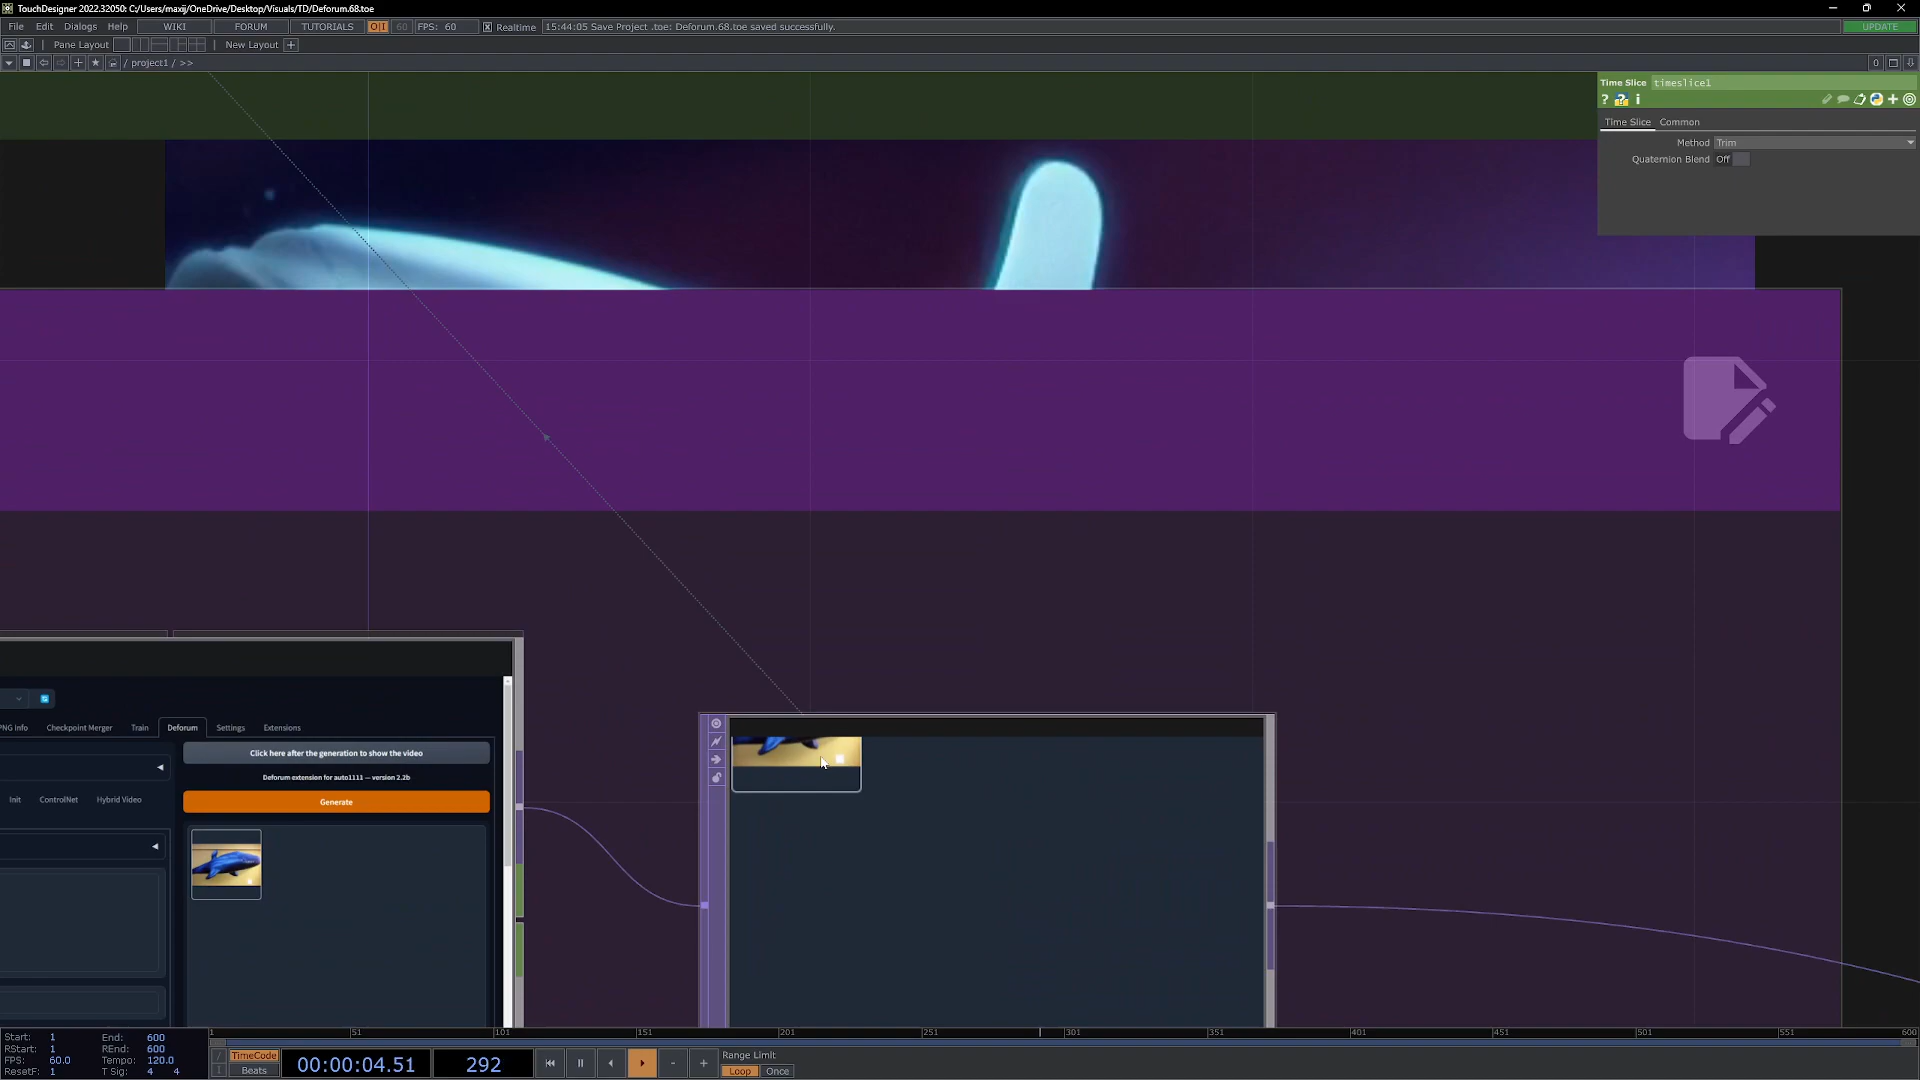 TouchDesigner 2022.32050: C:/Users/maxij/OneDrive/Desktop/Visuals/TD/Deforum.68.toe
File Edit Dialogs Help WIKI FORUM TUTORIALS O|I 60 FPS: 60 Realtime 15:44:05 Save Project .toe: Deforum.68.toe saved successfully. UPDATE
Pane Layout New Layout +
/ project1 / >> 0
Time Slice timeslice1
? ? i
Time Slice Common
Method Trim
Quaternion Blend Off
PNG Info Checkpoint Merger Train Deforum Settings Extensions
Click here after the generation to show the video
Deforum extension for auto1111 — version 2.2b
Init ControlNet Hybrid Video
Generate
1 51 101 151 201 251 301 351 401 451 501 551 600
Start: 1 End: 600
RStart: 1 REnd: 600
FPS: 60.0 Tempo: 120.0
ResetF: 1 T Sig: 4 4
TimeCode
Beats
00:00:04.51 292
Range Limit
Loop Once